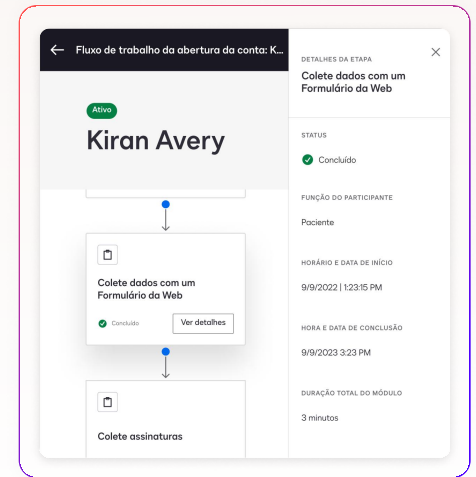 Fluxo de trabalho da abertura da conta: K...
Ativo
Kiran Avery
Colete dados com um
Formulário da Web
Concluído
Ver detalhes
Colete assinaturas
DETALHES DA ETAPA
Colete dados com um
Formulário da Web
STATUS
Concluído
FUNÇÃO DO PARTICIPANTE
Paciente
HORÁRIO E DATA DE INÍCIO
9/9/2022 | 1:23:15 PM
HORA E DATA DE CONCLUSÃO
9/9/2023 3:23 PM
DURAÇÃO TOTAL DO MÓDULO
3 minutos